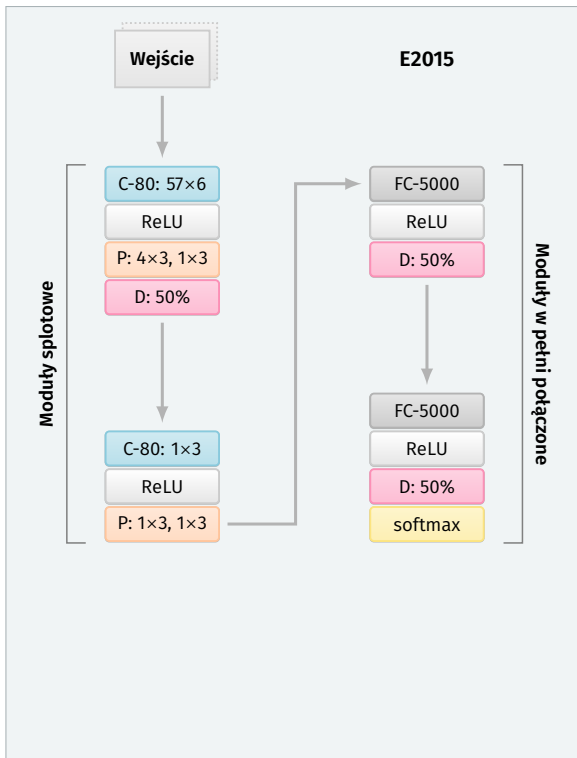 Wejście
E2015
Moduły splotowe
C-80: 57×6
ReLU
P: 4×3, 1×3
D: 50%
C-80: 1×3
ReLU
P: 1×3, 1×3
FC-5000
ReLU
D: 50%
FC-5000
ReLU
D: 50%
softmax
Moduły w pełni połączone